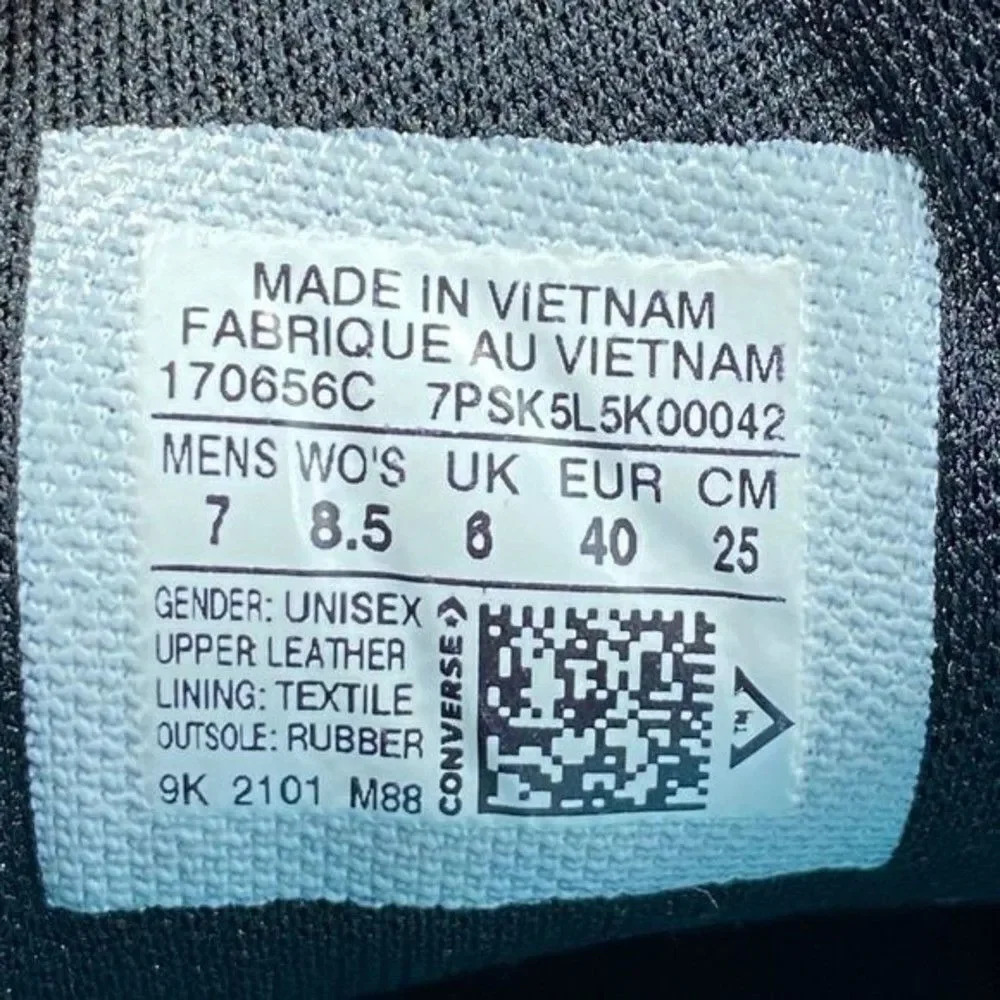 MADE IN VIETNAM
FABRIQUE AU VIETNAM
170656C 7PSK5L5K00042
MENS WO'S UK EUR CM
7 8.5 6 40 25
GENDER: UNISEX
UPPER LEATHER
LINING: TEXTILE
OUTSOLE: RUBBER
9K 2101 M88
CONVERSE
TM